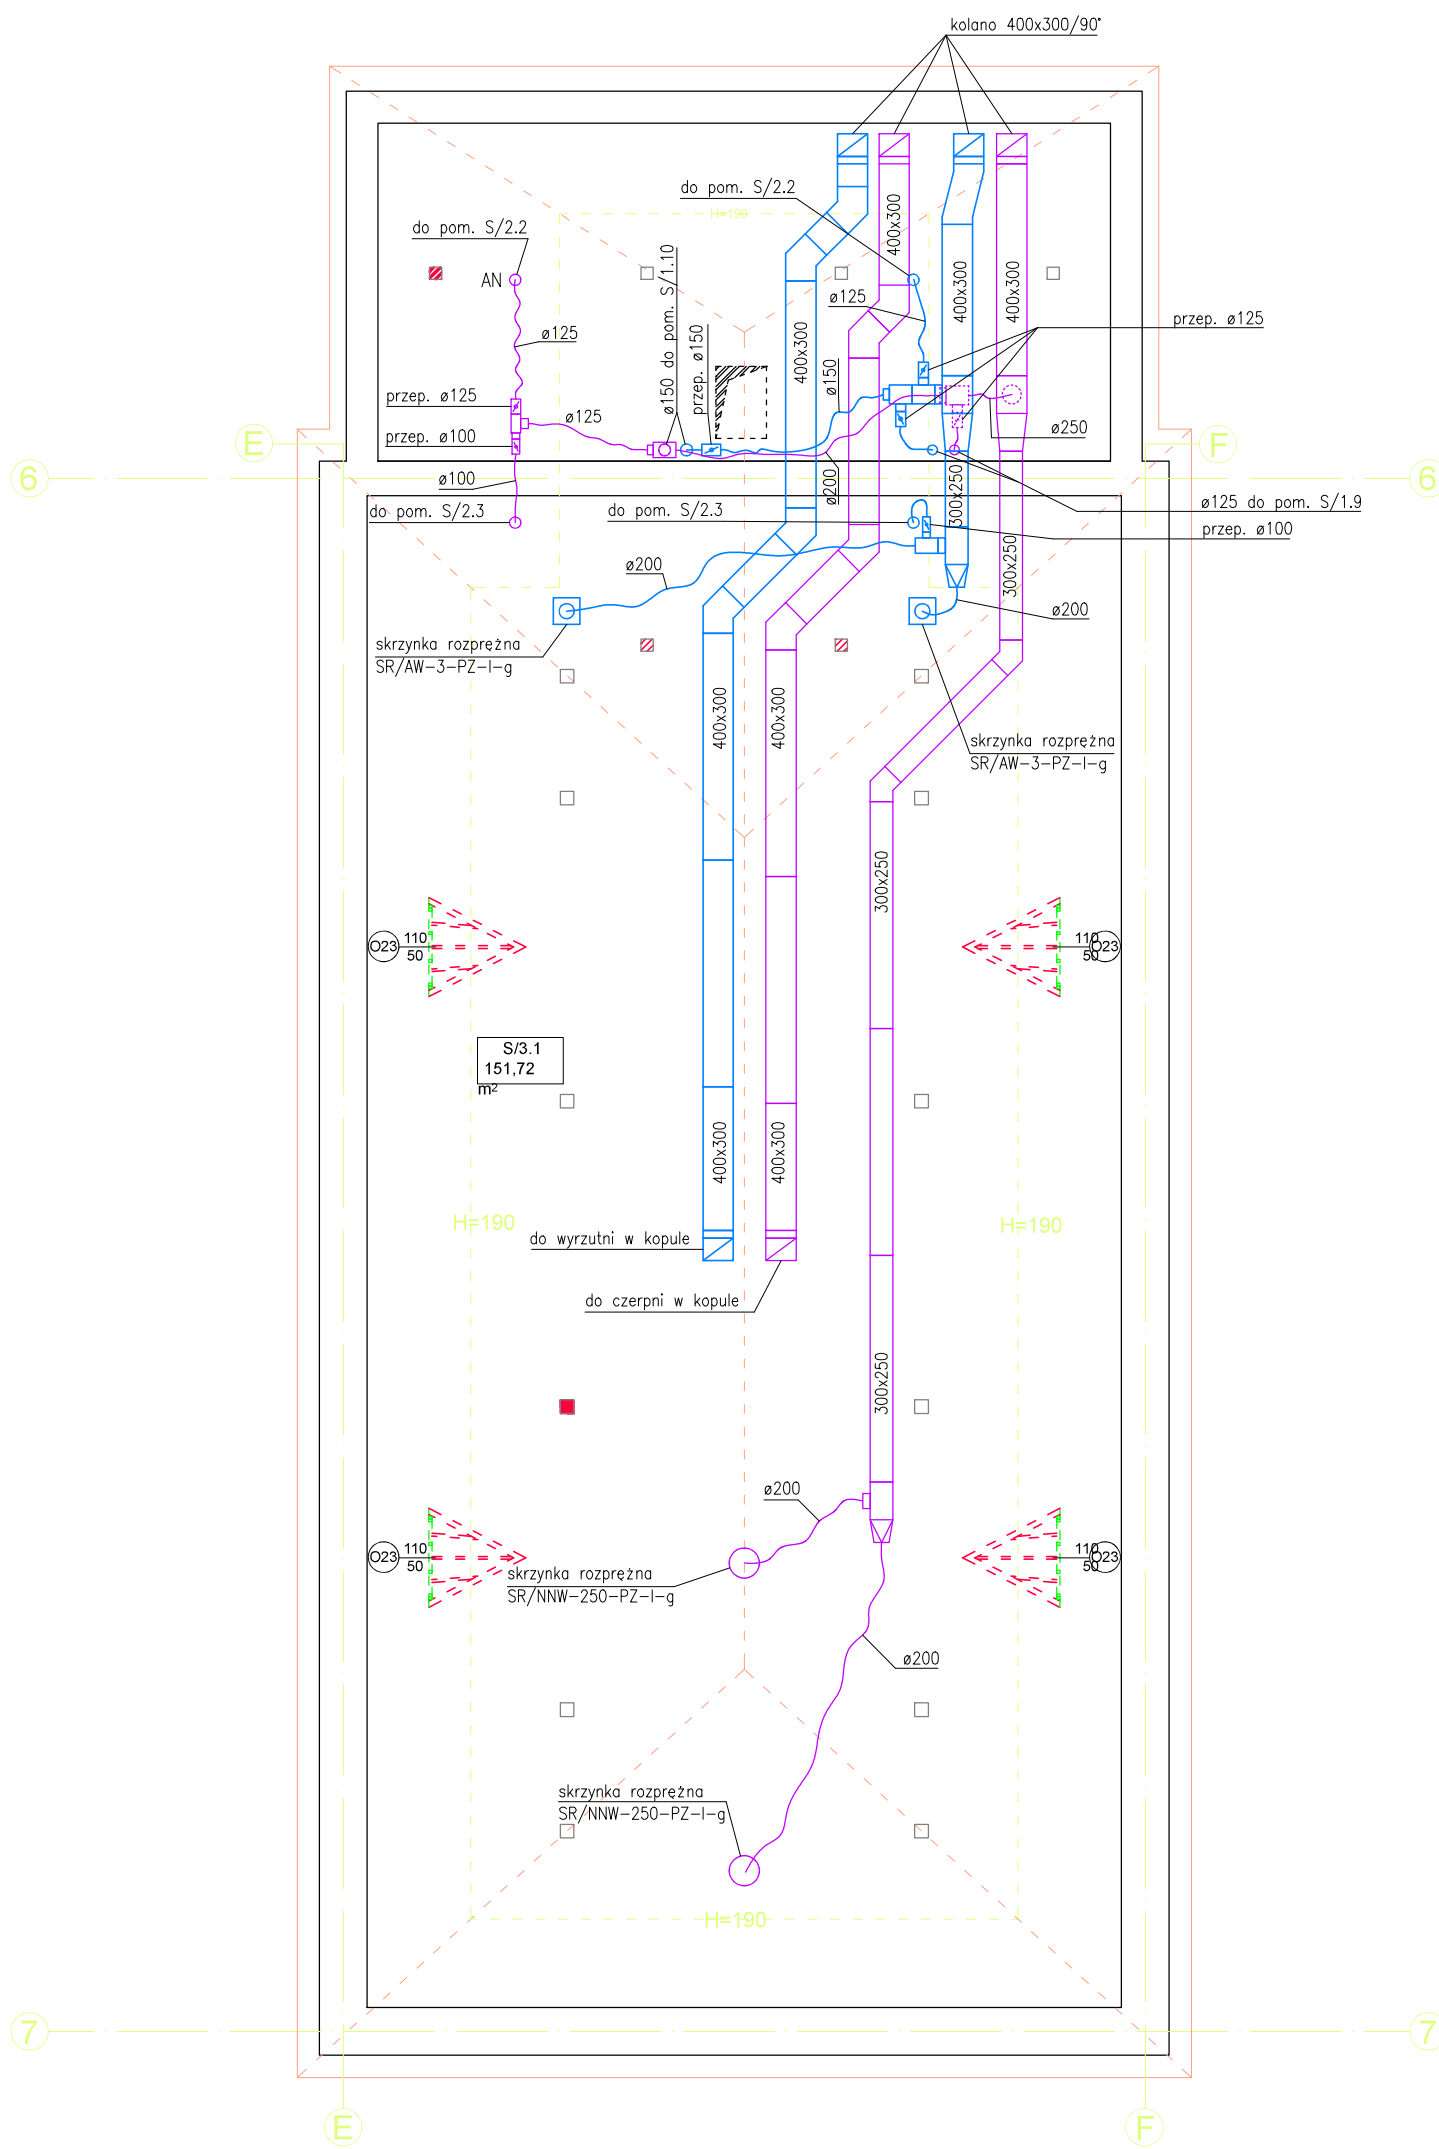 kolano 400x300/90°
do pom. S/2.2
H=190
do pom. S/2.2
400x300
AN
ø150 do pom. S/1.10
400x300
400x300
ø125
przep. ø125
ø125
przep. ø150
400x300
ø150
przep. ø125
ø125
ø250
E
przep. ø100
F
6
ø100
ø200
300x250
6
do pom. S/2.3
do pom. S/2.3
ø125 do pom. S/1.9
przep. ø100
300x250
ø200
ø200
skrzynka rozprężna
SR/AW-3-PZ-I-g
400x300
400x300
skrzynka rozprężna
SR/AW-3-PZ-I-g
300x250
O23
110
50
110
50
O23
S/3.1
151,72
m²
400x300
400x300
H=190
H=190
do wyrzutni w kopule
do czerpni w kopule
300x250
ø200
O23
110
50
110
50
O23
skrzynka rozprężna
SR/NNW-250-PZ-I-g
ø200
skrzynka rozprężna
SR/NNW-250-PZ-I-g
H=190
7
7
E
F